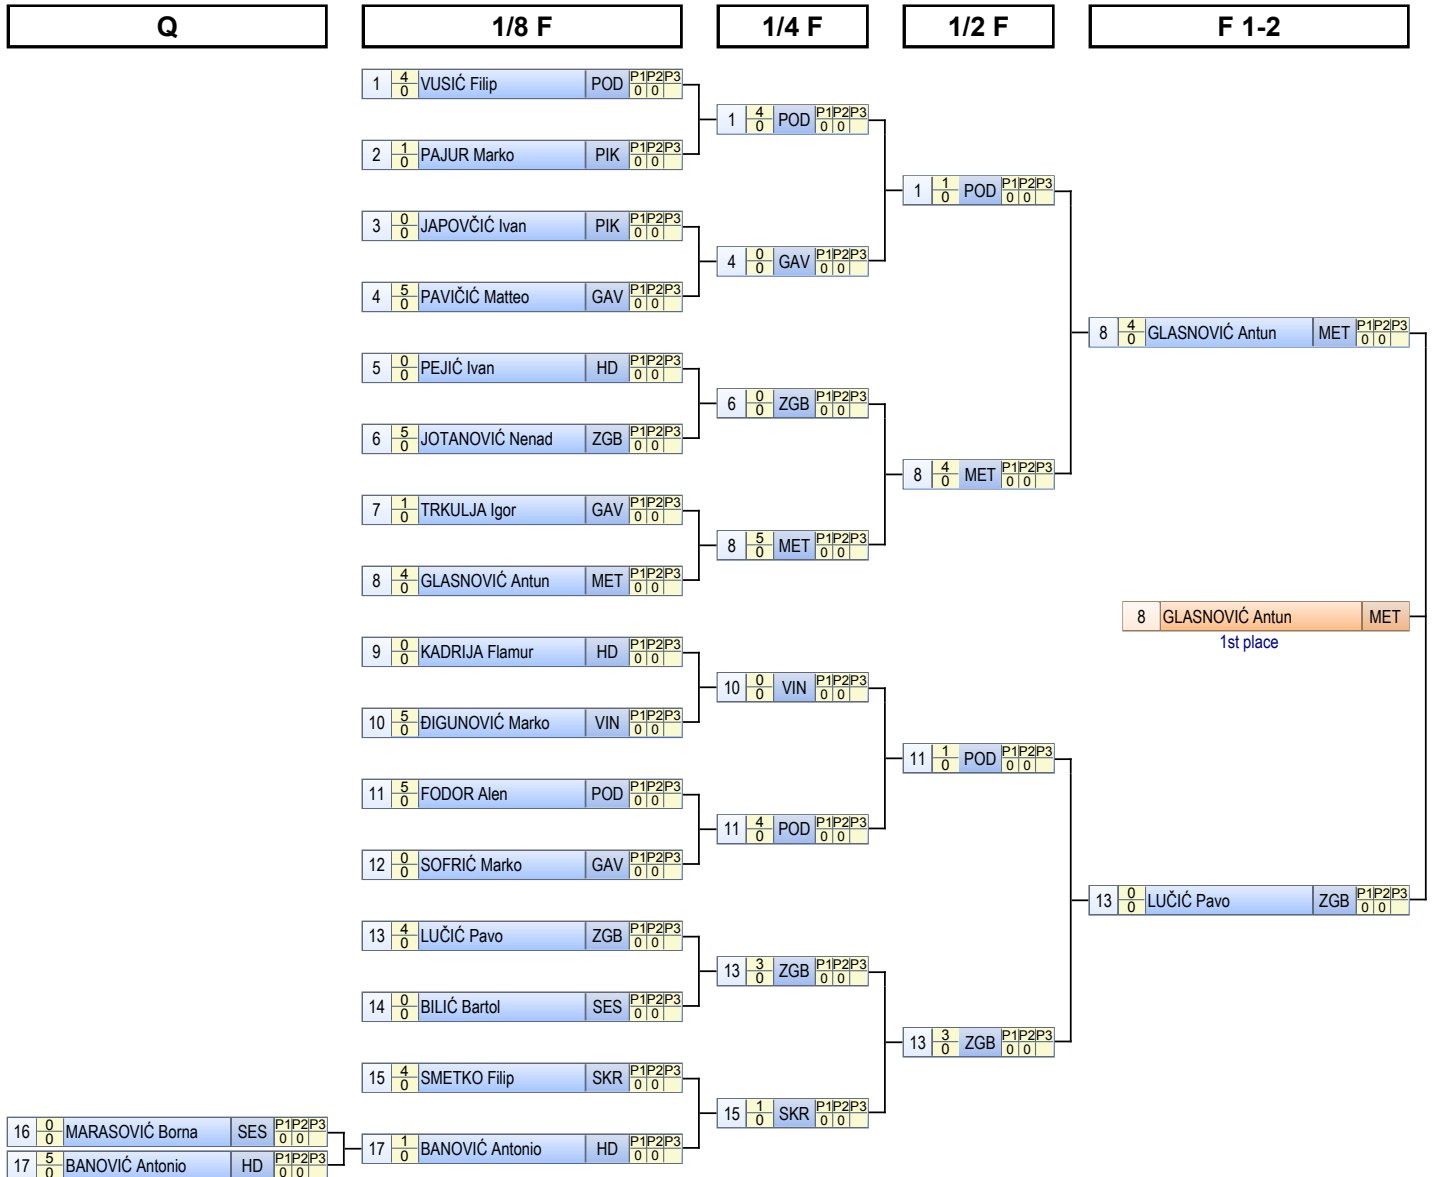 Q 1/8 F 1/4 F 1/2 F F 1-2
1 4 0 VUSIĆ Filip POD P1 P2 P3 0 0
1 4 0 POD P1 P2 P3 0 0
2 1 0 PAJUR Marko PIK P1 P2 P3 0 0
1 1 0 POD P1 P2 P3 0 0
3 0 0 JAPOVČIĆ Ivan PIK P1 P2 P3 0 0
4 0 0 GAV P1 P2 P3 0 0
4 5 0 PAVIČIĆ Matteo GAV P1 P2 P3 0 0
8 4 0 GLASNOVIĆ Antun MET P1 P2 P3 0 0
5 0 0 PEJIĆ Ivan HD P1 P2 P3 0 0
6 0 0 ZGB P1 P2 P3 0 0
6 5 0 JOTANOVIĆ Nenad ZGB P1 P2 P3 0 0
8 4 0 MET P1 P2 P3 0 0
7 1 0 TRKULJA Igor GAV P1 P2 P3 0 0
8 5 0 MET P1 P2 P3 0 0
8 4 0 GLASNOVIĆ Antun MET P1 P2 P3 0 0
8 GLASNOVIĆ Antun MET
1st place
9 0 0 KADRIJA Flamur HD P1 P2 P3 0 0
10 0 0 VIN P1 P2 P3 0 0
10 5 0 ĐIGUNOVIĆ Marko VIN P1 P2 P3 0 0
11 1 0 POD P1 P2 P3 0 0
11 5 0 FODOR Alen POD P1 P2 P3 0 0
11 4 0 POD P1 P2 P3 0 0
12 0 0 SOFRIĆ Marko GAV P1 P2 P3 0 0
13 0 0 LUČIĆ Pavo ZGB P1 P2 P3 0 0
13 4 0 LUČIĆ Pavo ZGB P1 P2 P3 0 0
13 3 0 ZGB P1 P2 P3 0 0
14 0 0 BILIĆ Bartol SES P1 P2 P3 0 0
13 3 0 ZGB P1 P2 P3 0 0
15 4 0 SMETKO Filip SKR P1 P2 P3 0 0
15 1 0 SKR P1 P2 P3 0 0
16 0 0 MARASOVIĆ Borna SES P1 P2 P3 0 0
17 1 0 BANOVIĆ Antonio HD P1 P2 P3 0 0
17 5 0 BANOVIĆ Antonio HD P1 P2 P3 0 0